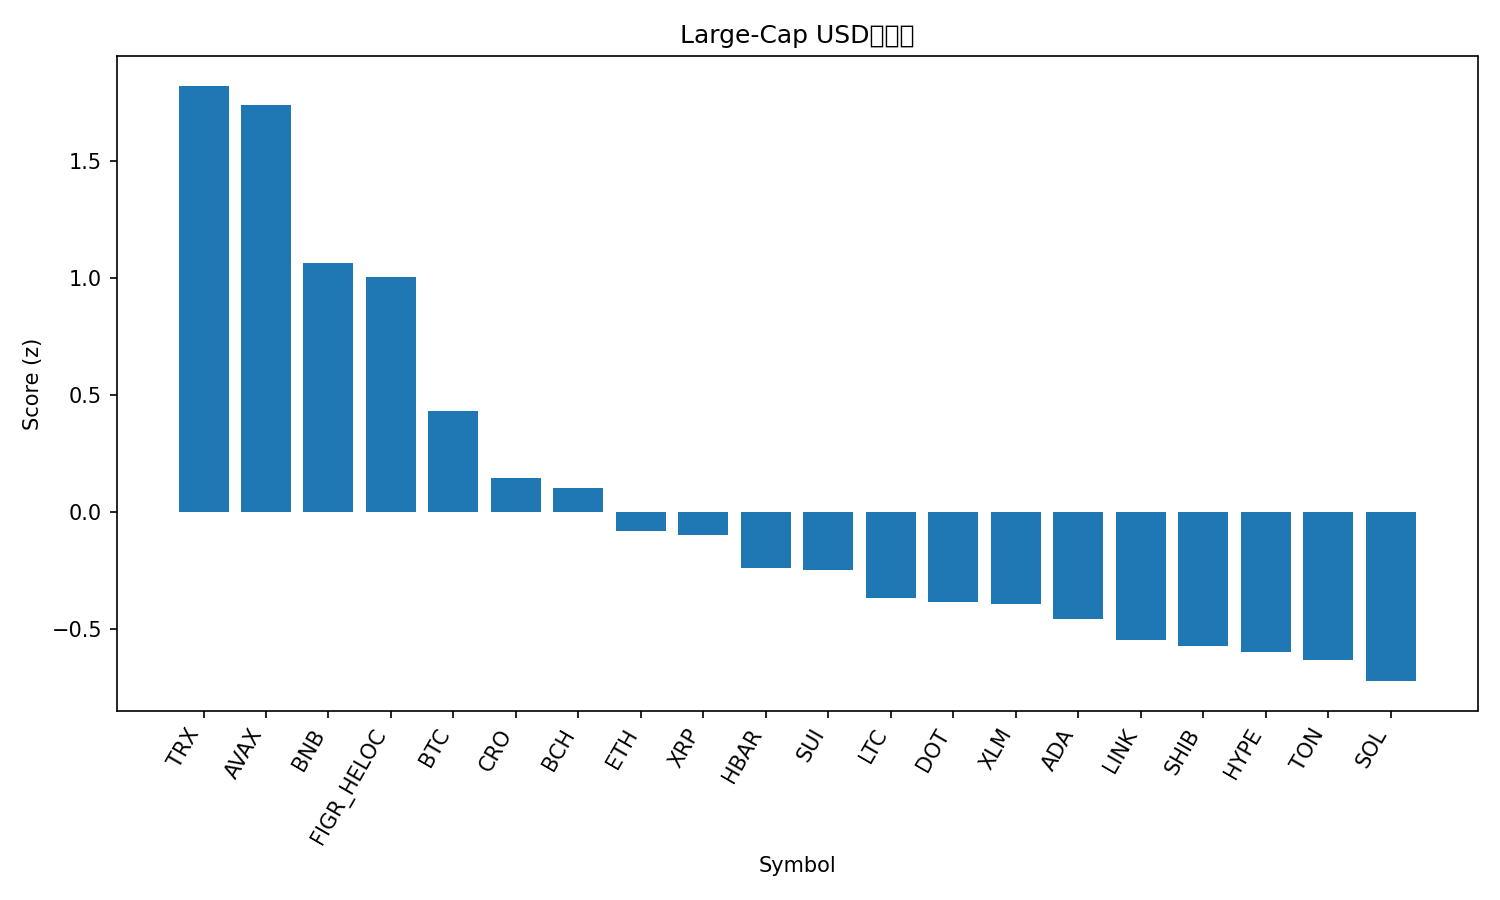 Large-Cap USD
Score (z)
1.5
1.0
0.5
0.0
−0.5
TRX
AVAX
BNB
FIGR_HELOC
BTC
CRO
BCH
ETH
XRP
HBAR
SUI
LTC
DOT
XLM
ADA
LINK
SHIB
HYPE
TON
SOL
Symbol